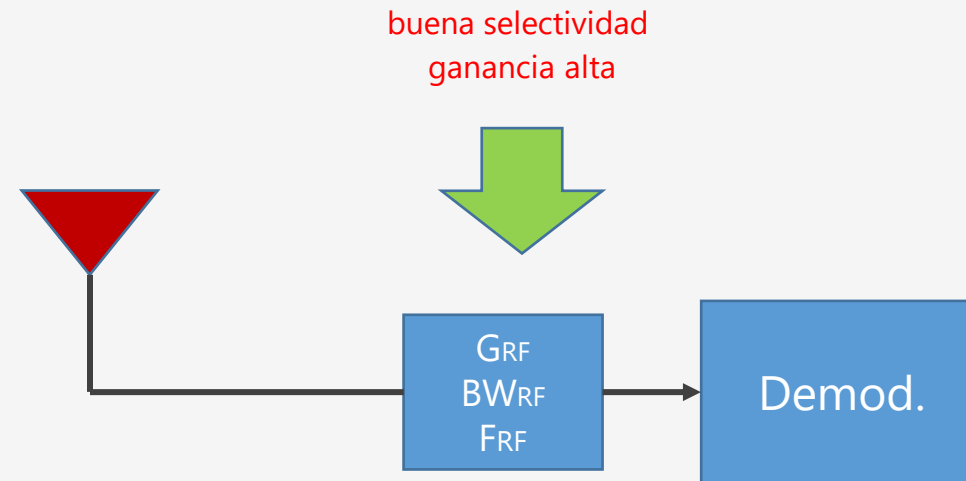 buena selectividad
ganancia alta
GRF
BWRF
FRF
Demod.